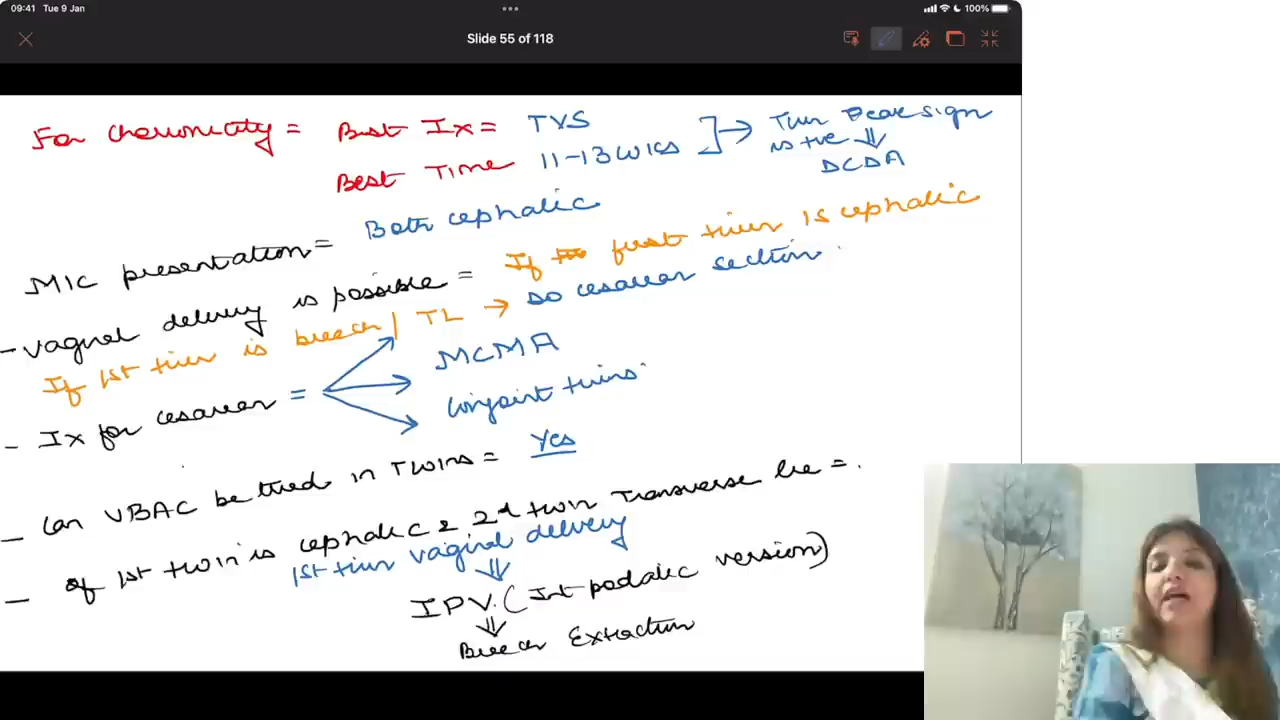 09:41 Tue 9 Jan
100%
Slide 55 of 118
For Chorionicity = Best Ix = TVS
Best Time 11-13 wks
Twin Peak sign
is +ve
DCDA
MIC presentation = Both cephalic
- Vaginal delivery is possible = If first twin is cephalic
If 1st twin is breech / TL → Do cesarean section.
- Ix for cesarean =
MCMA
Conjoint twins.
- Can VBAC be tried in Twins = Yes
- If 1st twin is cephalic & 2nd twin Transverse lie =.
1st twin vaginal delivery
IPV. (Int podalic version)
Breech Extraction